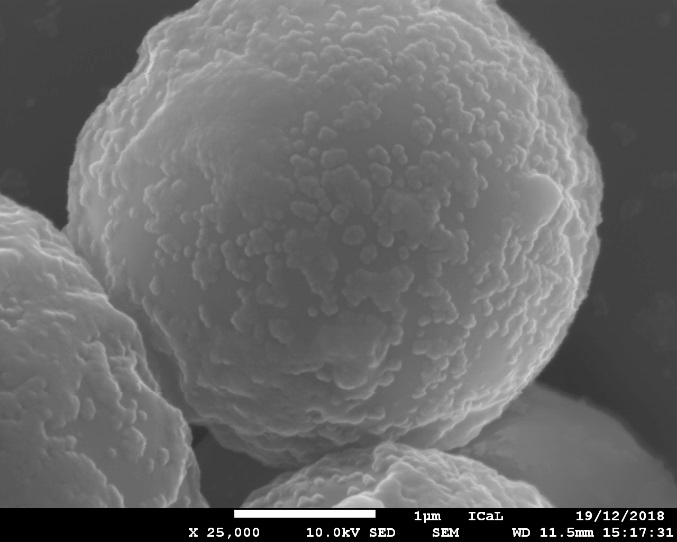 1µm ICaL 19/12/2018
X 25,000 10.0kV SED SEM WD 11.5mm 15:17:31